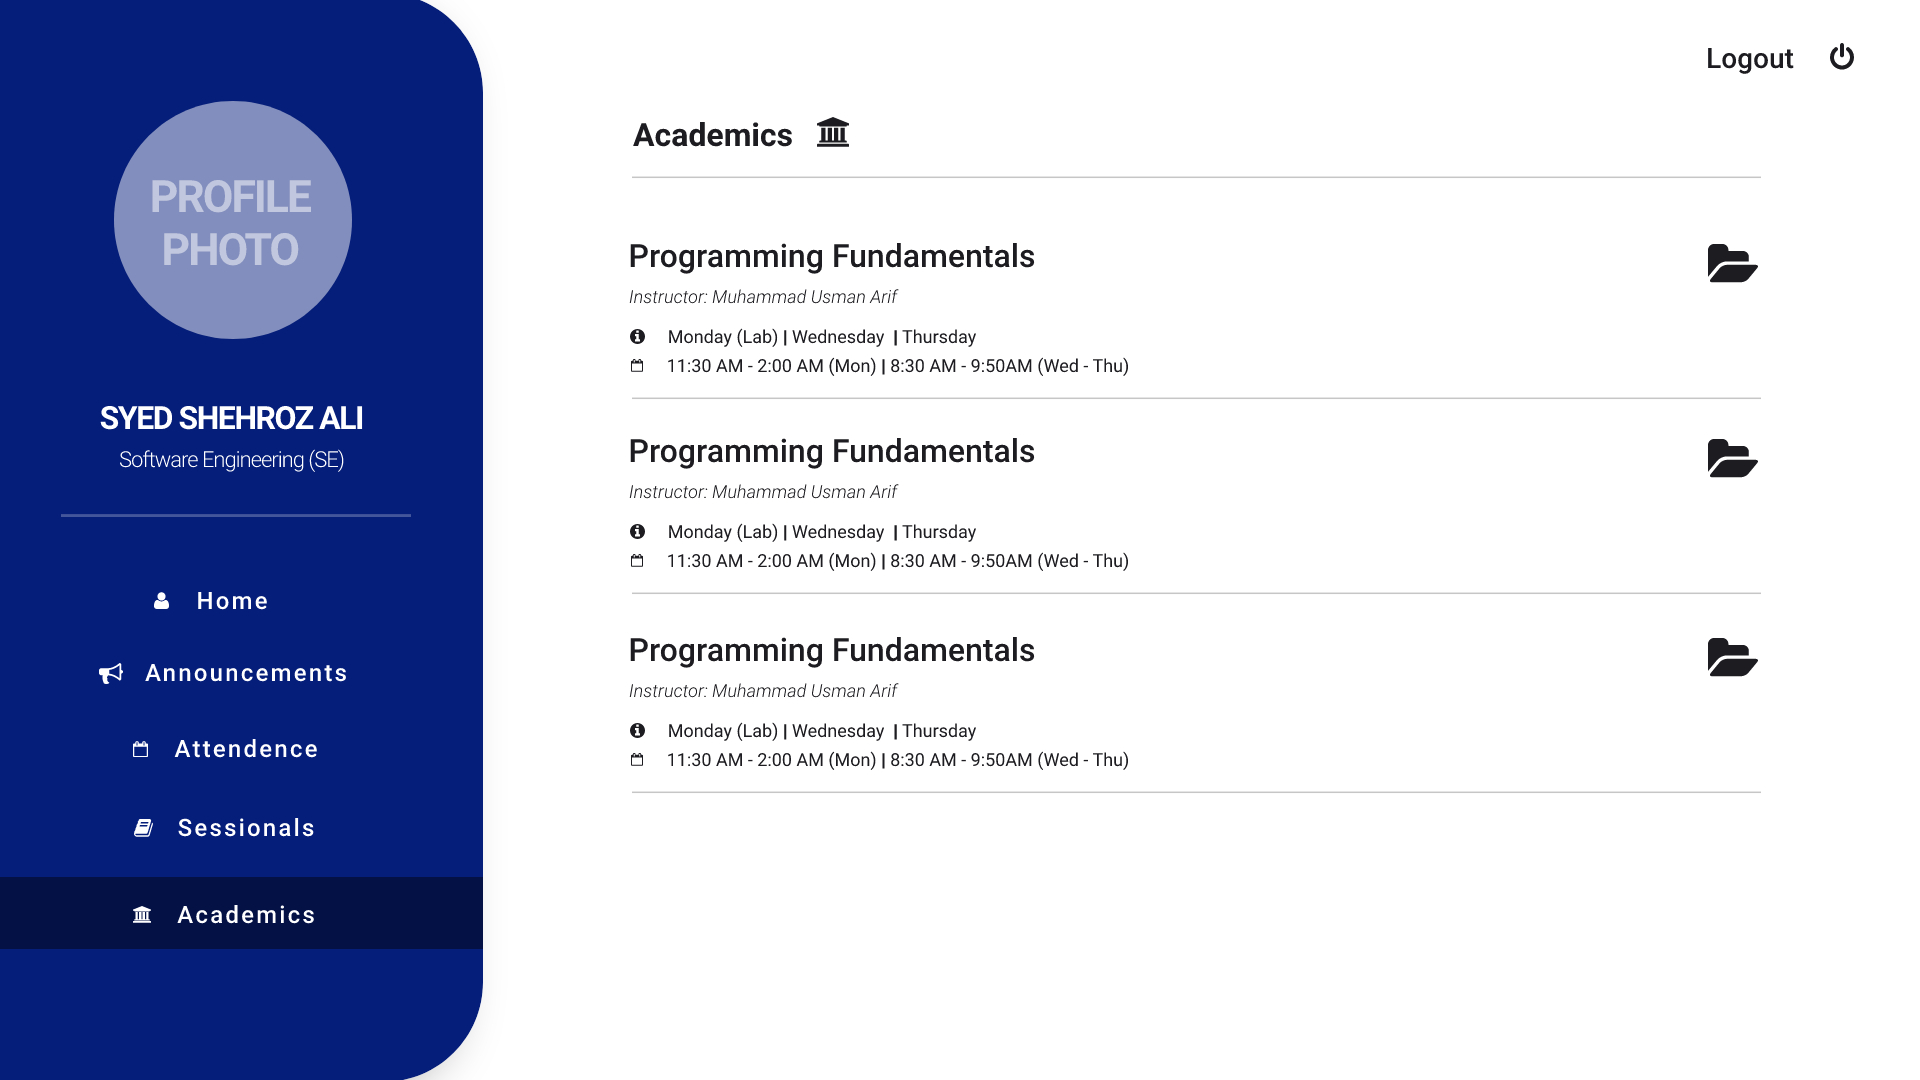 PROFILE
PHOTO
SYED SHEHROZ ALI
Software Engineering (SE)
Home
Announcements
Attendence
Sessionals
Academics
Logout
Academics
Programming Fundamentals
Instructor: Muhammad Usman Arif
Monday (Lab) | Wednesday | Thursday
11:30 AM - 2:00 AM (Mon) | 8:30 AM - 9:50AM (Wed - Thu)
Programming Fundamentals
Instructor: Muhammad Usman Arif
Monday (Lab) | Wednesday | Thursday
11:30 AM - 2:00 AM (Mon) | 8:30 AM - 9:50AM (Wed - Thu)
Programming Fundamentals
Instructor: Muhammad Usman Arif
Monday (Lab) | Wednesday | Thursday
11:30 AM - 2:00 AM (Mon) | 8:30 AM - 9:50AM (Wed - Thu)